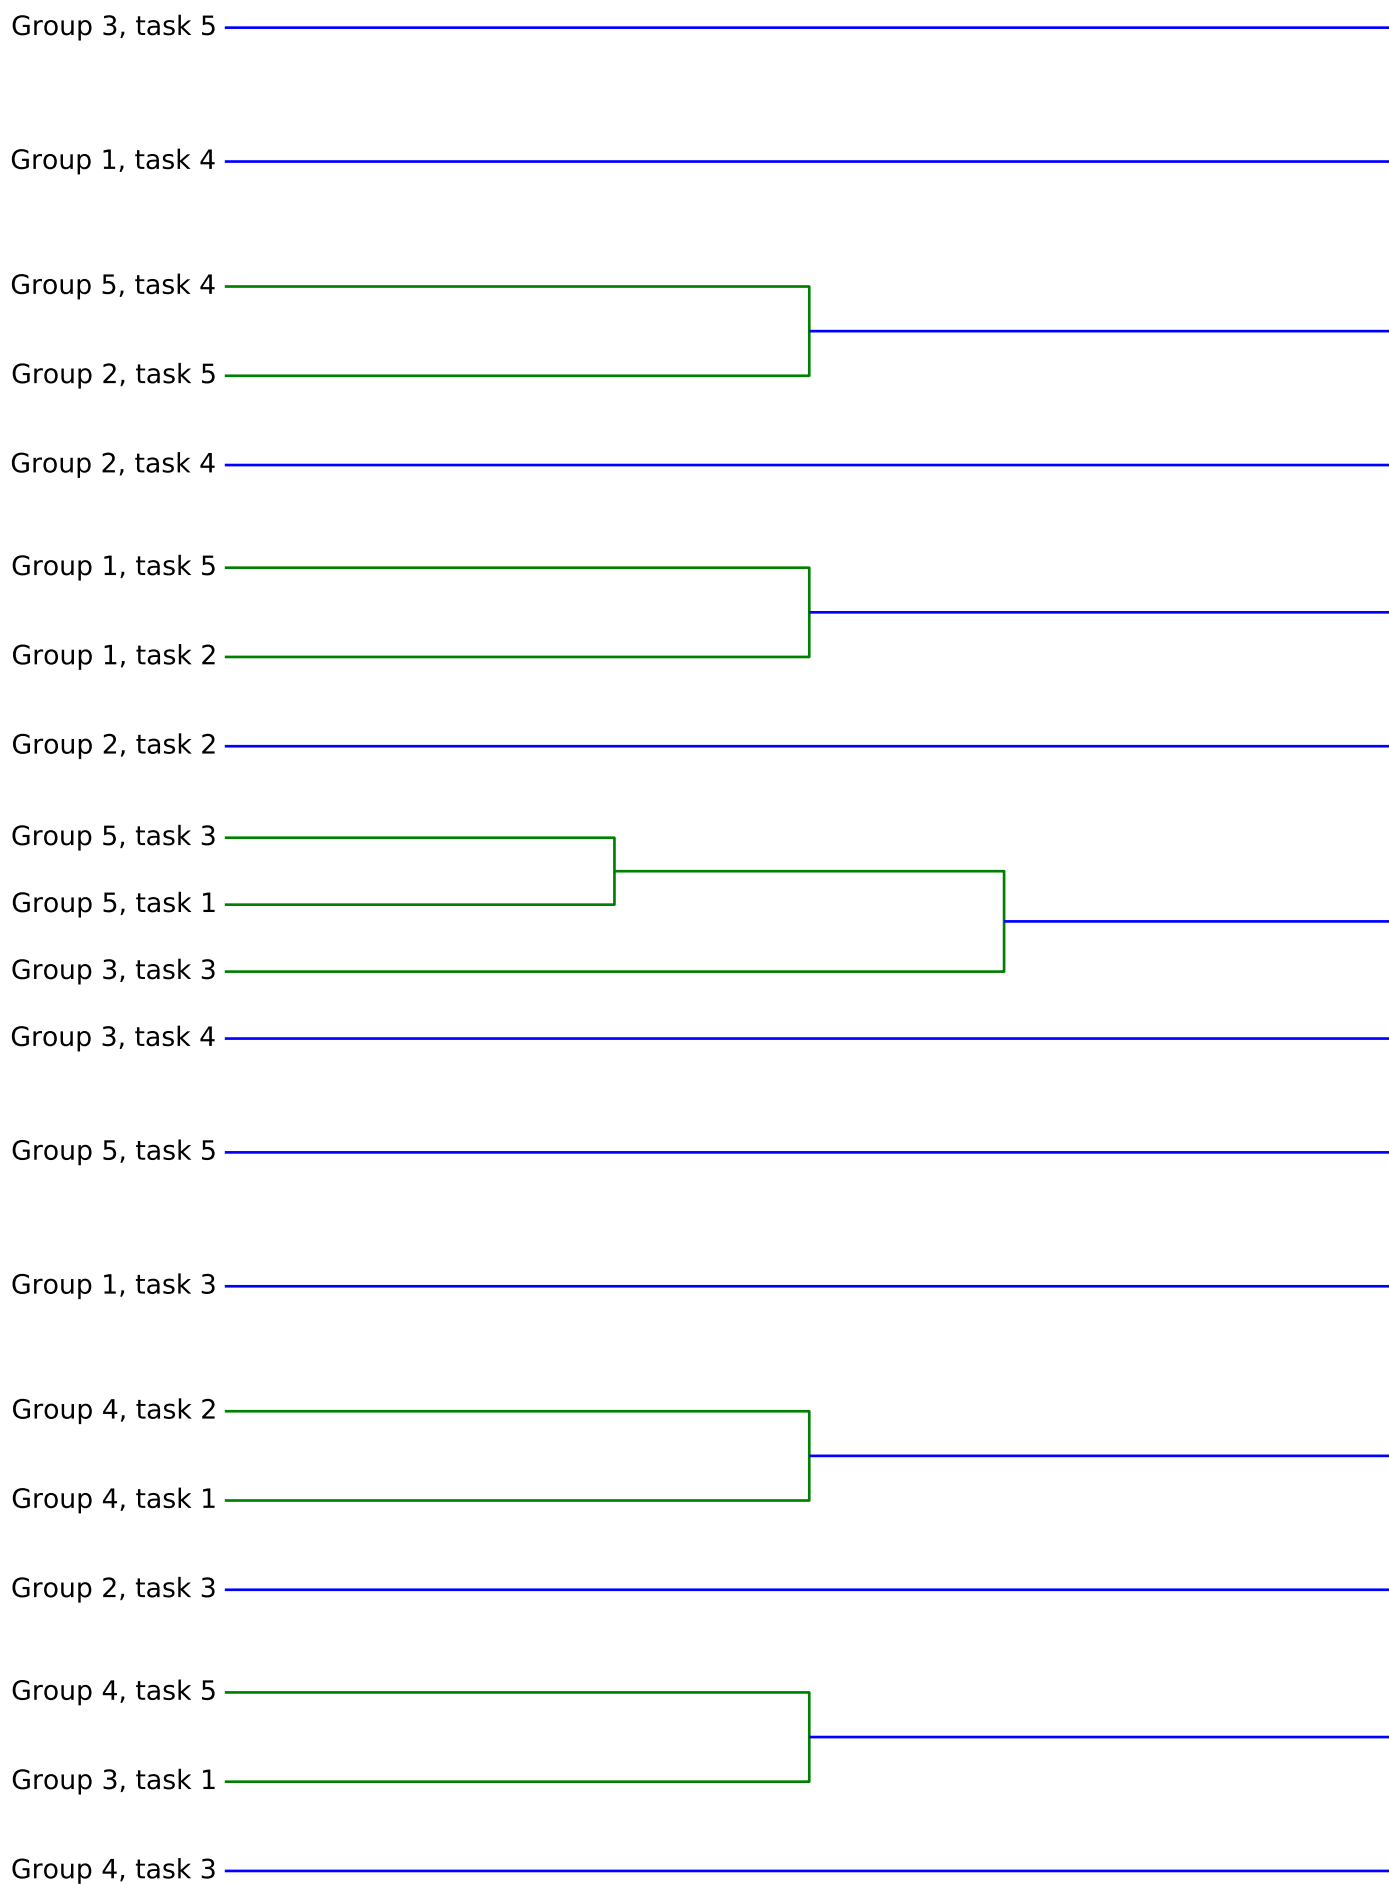 Group 3, task 5
Group 1, task 4
Group 5, task 4
Group 2, task 5
Group 2, task 4
Group 1, task 5
Group 1, task 2
Group 2, task 2
Group 5, task 3
Group 5, task 1
Group 3, task 3
Group 3, task 4
Group 5, task 5
Group 1, task 3
Group 4, task 2
Group 4, task 1
Group 2, task 3
Group 4, task 5
Group 3, task 1
Group 4, task 3